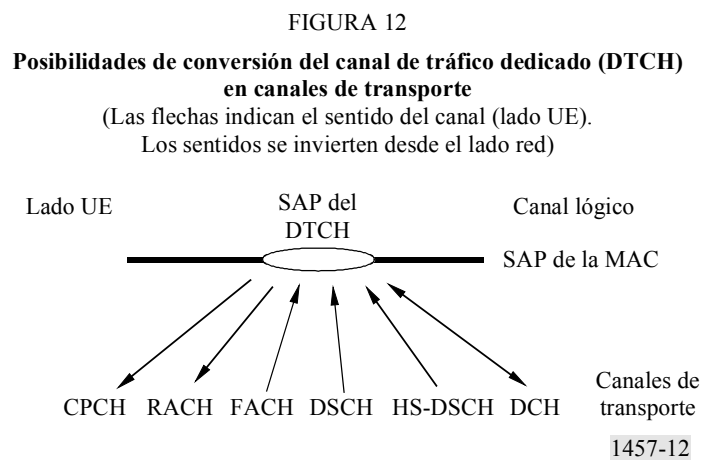 FIGURA 12
Posibilidades de conversión del canal de tráfico dedicado (DTCH)
en canales de transporte
(Las flechas indican el sentido del canal (lado UE).
Los sentidos se invierten desde el lado red)
Lado UE
SAP del
DTCH
Canal lógico
SAP de la MAC
CPCH RACH FACH DSCH HS-DSCH DCH
Canales de
transporte
1457-12